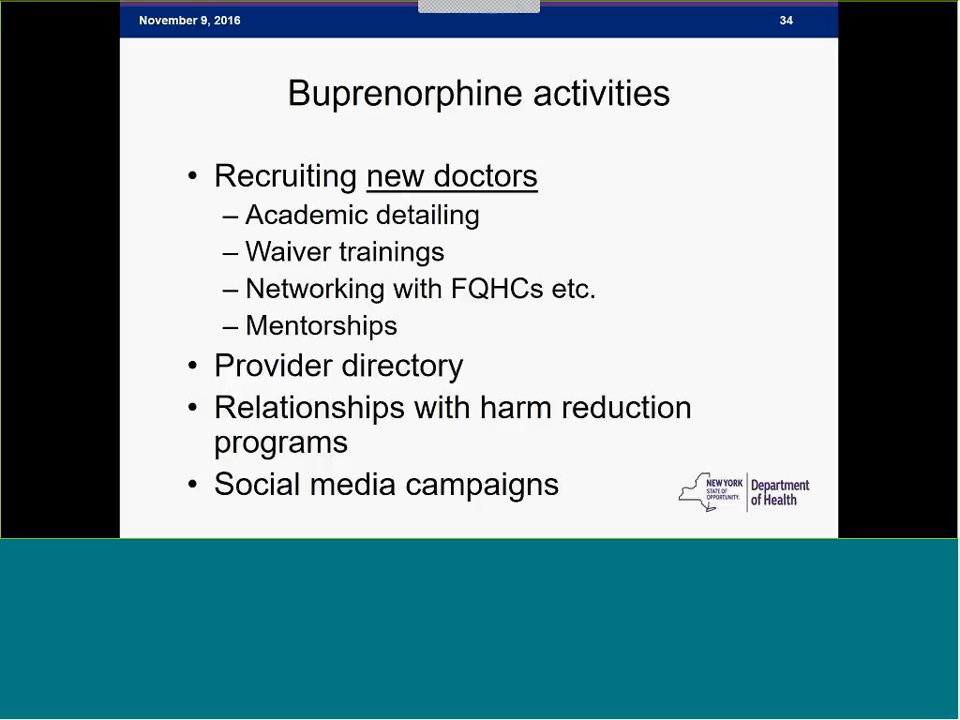 November 9, 2016 34
Buprenorphine activities
• Recruiting new doctors
– Academic detailing
– Waiver trainings
– Networking with FQHCs etc.
– Mentorships
• Provider directory
• Relationships with harm reduction
programs
• Social media campaigns
NEW YORK
STATE OF
OPPORTUNITY.
Department
of Health